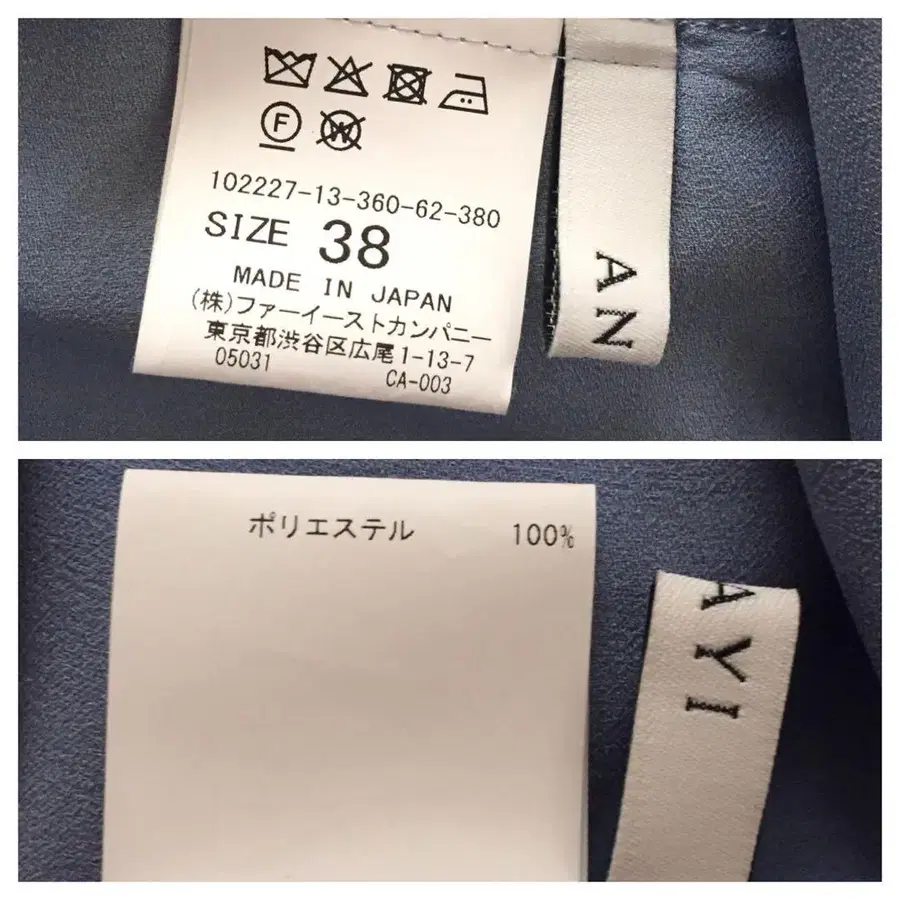 F
W
102227-13-360-62-380
SIZE 38
MADE IN JAPAN
(株)ファーイーストカンパニー
東京都渋谷区広尾1-13-7
05031 CA-003
AN
ポリエステル 100%
AYI